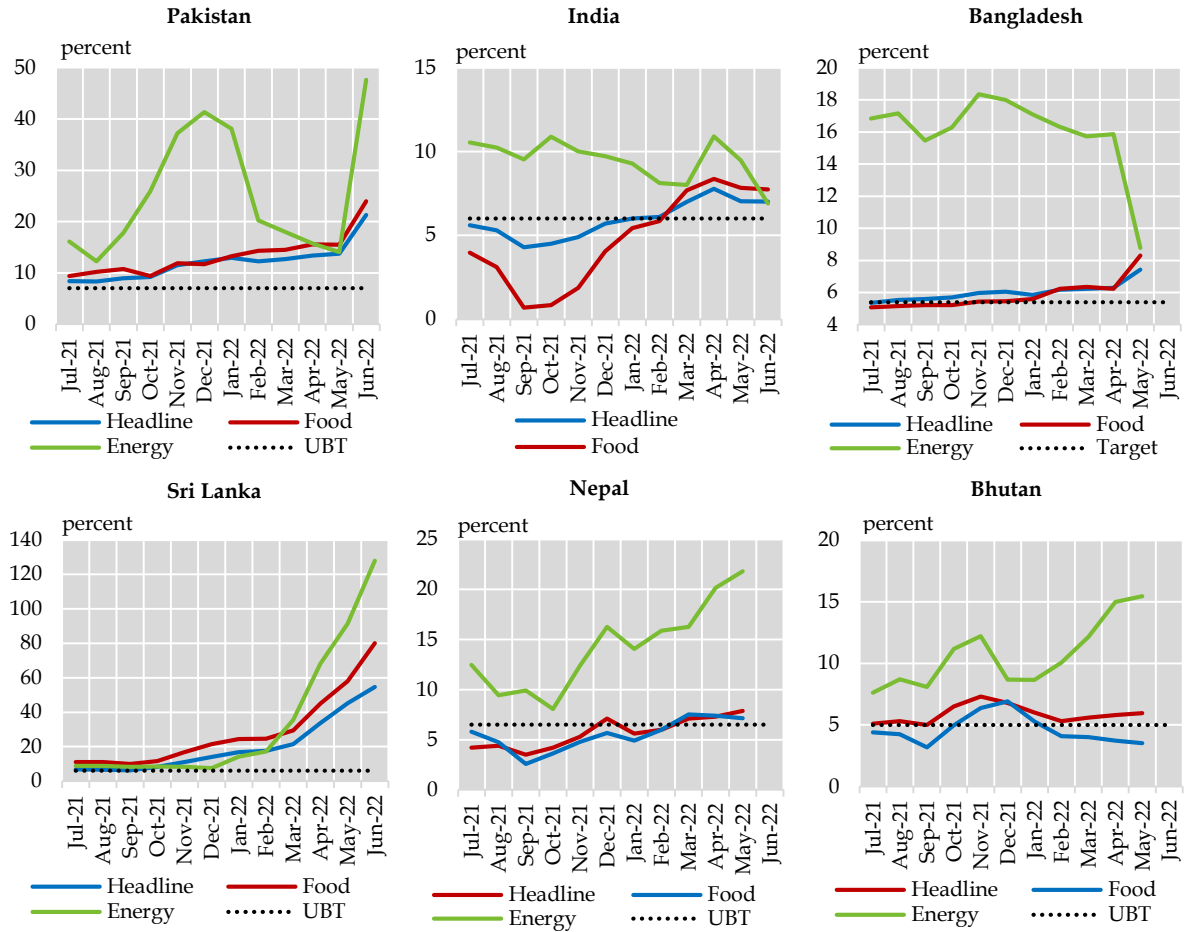 Pakistan
percent
50
40
30
20
10
0
Jul-21
Aug-21
Sep-21
Oct-21
Nov-21
Dec-21
Jan-22
Feb-22
Mar-22
Apr-22
May-22
Jun-22
Headline Food
Energy UBT
India
percent
15
10
5
0
Jul-21
Aug-21
Sep-21
Oct-21
Nov-21
Dec-21
Jan-22
Feb-22
Mar-22
Apr-22
May-22
Jun-22
Headline
Food
Bangladesh
percent
20
18
16
14
12
10
8
6
4
Jul-21
Aug-21
Sep-21
Oct-21
Nov-21
Dec-21
Jan-22
Feb-22
Mar-22
Apr-22
May-22
Jun-22
Headline Food
Energy Target
Sri Lanka
percent
140
120
100
80
60
40
20
0
Jul-21
Aug-21
Sep-21
Oct-21
Nov-21
Dec-21
Jan-22
Feb-22
Mar-22
Apr-22
May-22
Jun-22
Headline Food
Energy UBT
Nepal
percent
25
20
15
10
5
0
Jul-21
Aug-21
Sep-21
Oct-21
Nov-21
Dec-21
Jan-22
Feb-22
Mar-22
Apr-22
May-22
Jun-22
Headline Food
Energy UBT
Bhutan
percent
20
15
10
5
0
Jul-21
Aug-21
Sep-21
Oct-21
Nov-21
Dec-21
Jan-22
Feb-22
Mar-22
Apr-22
May-22
Jun-22
Headline Food
Energy UBT